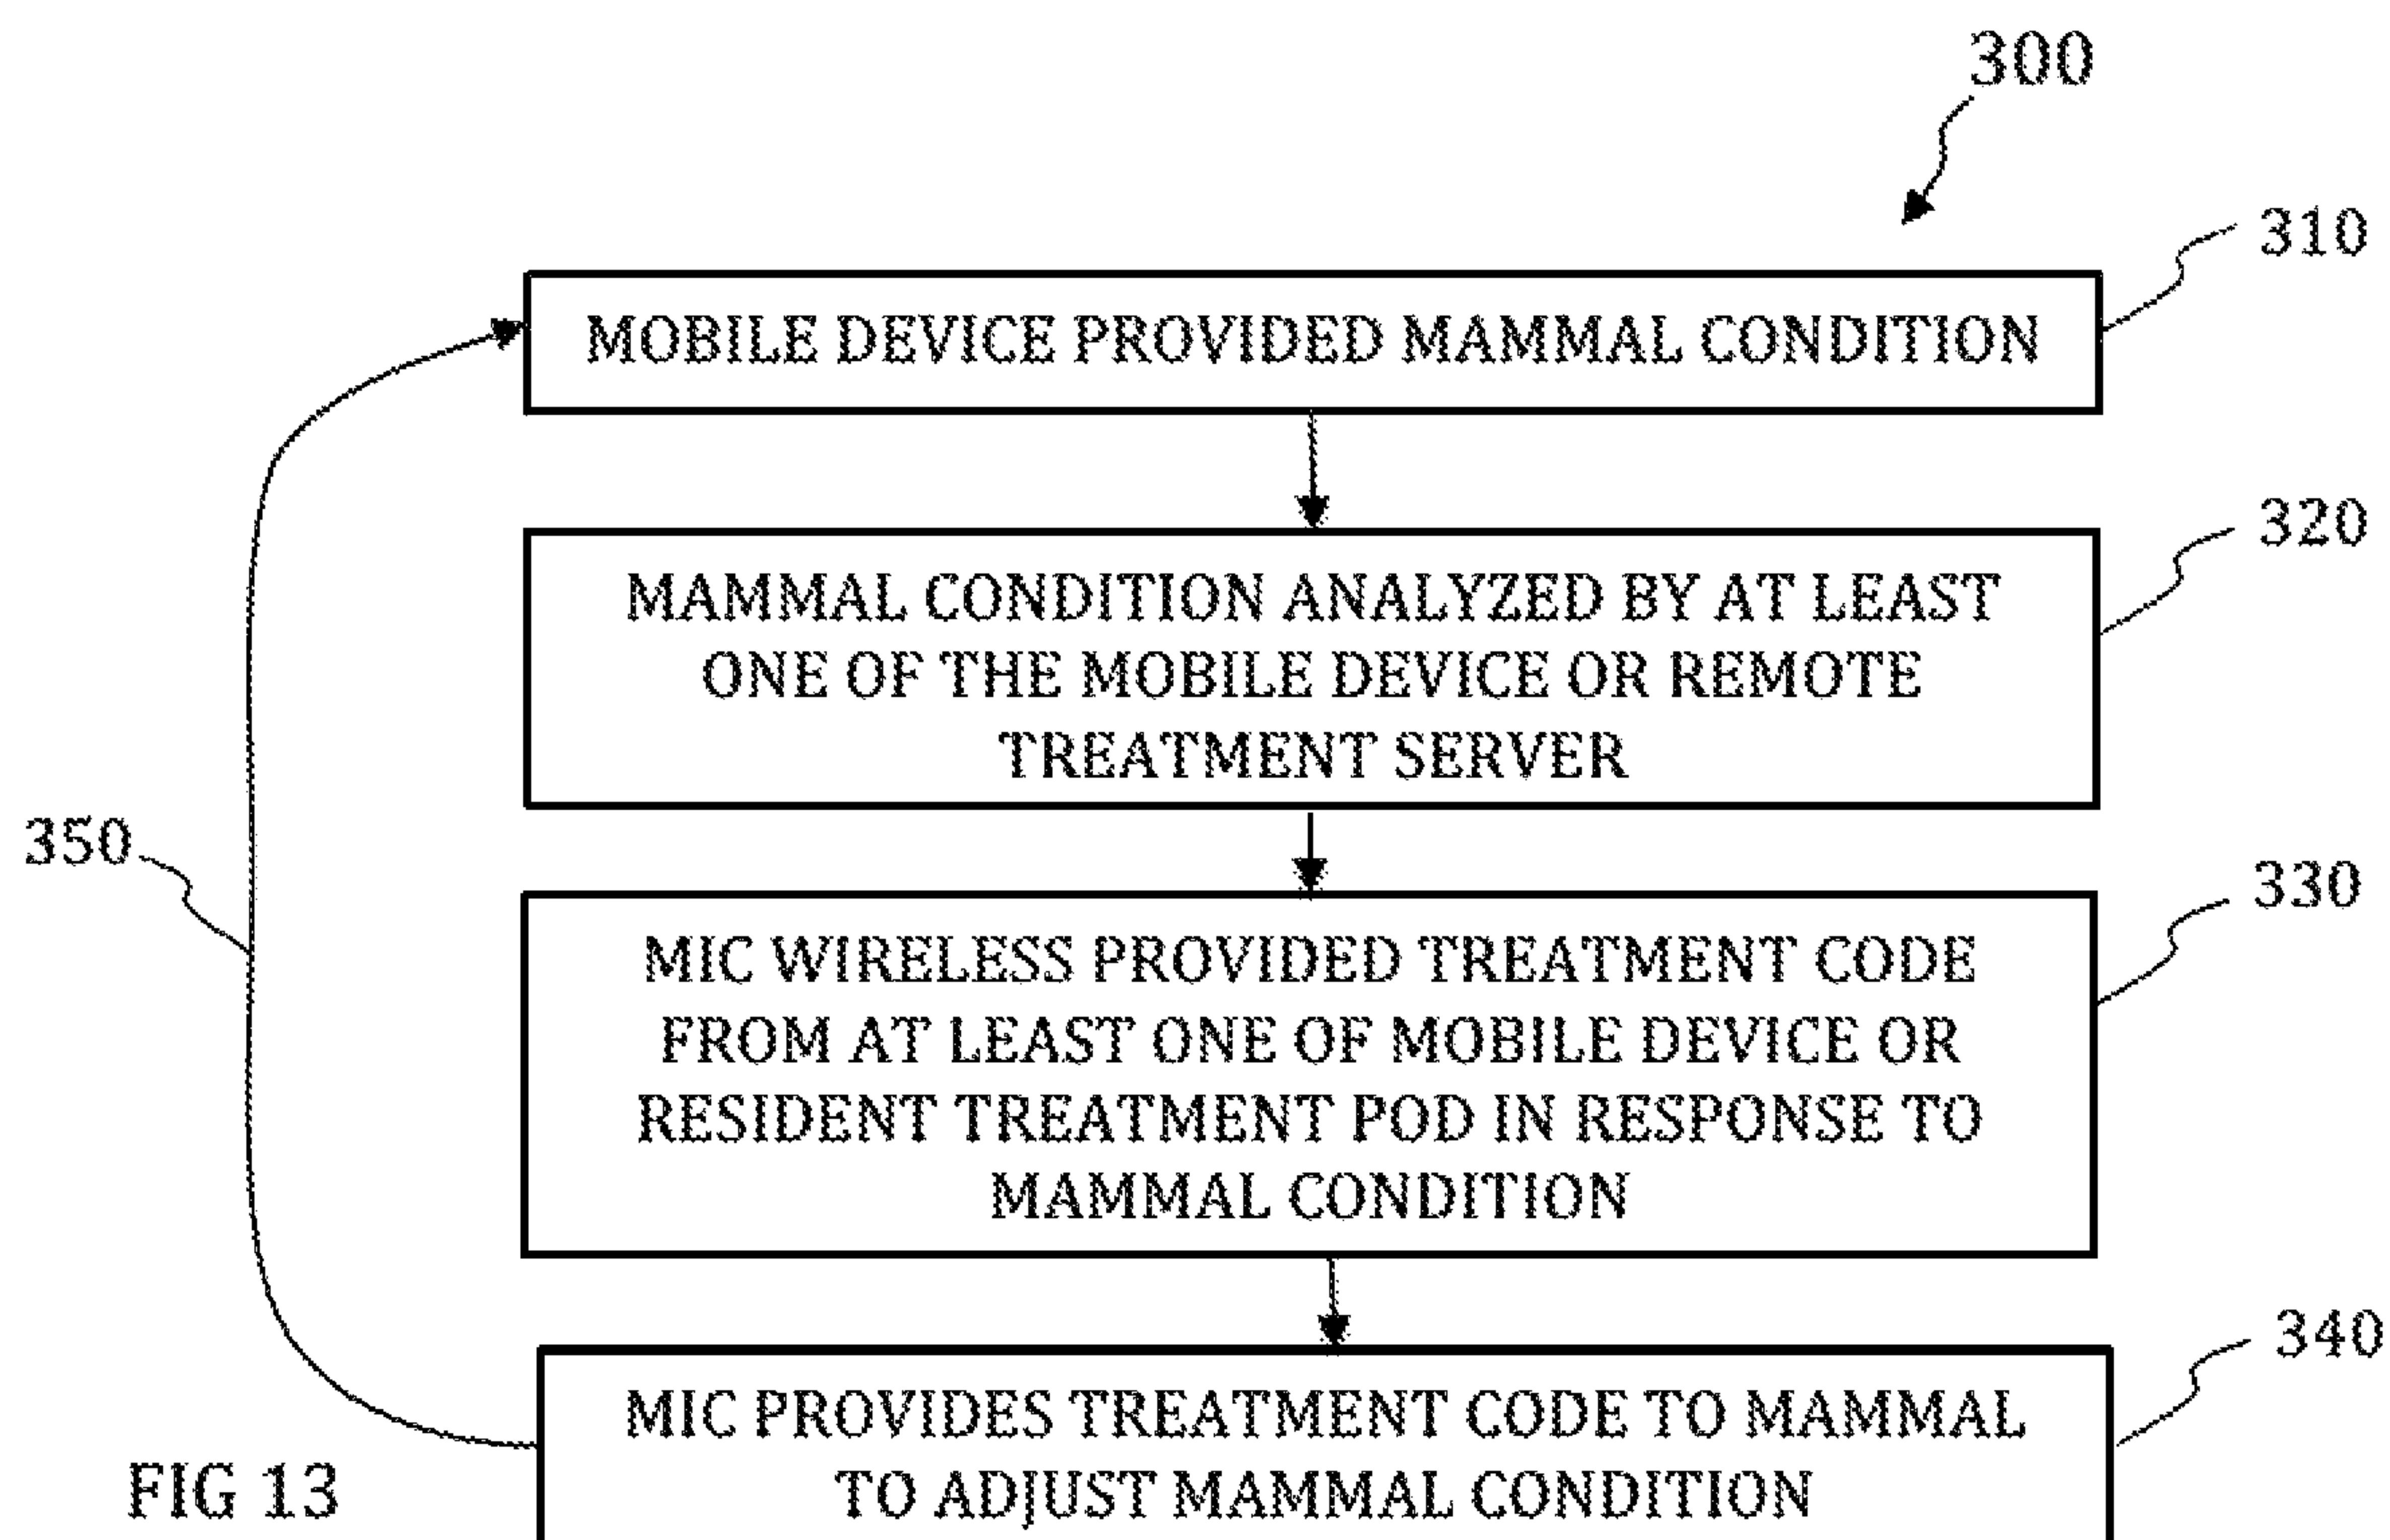 300
310
MOBILE DEVICE PROVIDED MAMMAL CONDITION
320
MAMMAL CONDITION ANALYZED BY AT LEAST
ONE OF THE MOBILE DEVICE OR REMOTE
TREATMENT SERVER
350
330
MIC WIRELESS PROVIDED TREATMENT CODE
FROM AT LEAST ONE OF MOBILE DEVICE OR
RESIDENT TREATMENT POD IN RESPONSE TO
MAMMAL CONDITION
340
MIC PROVIDES TREATMENT CODE TO MAMMAL
TO ADJUST MAMMAL CONDITION
FIG 13